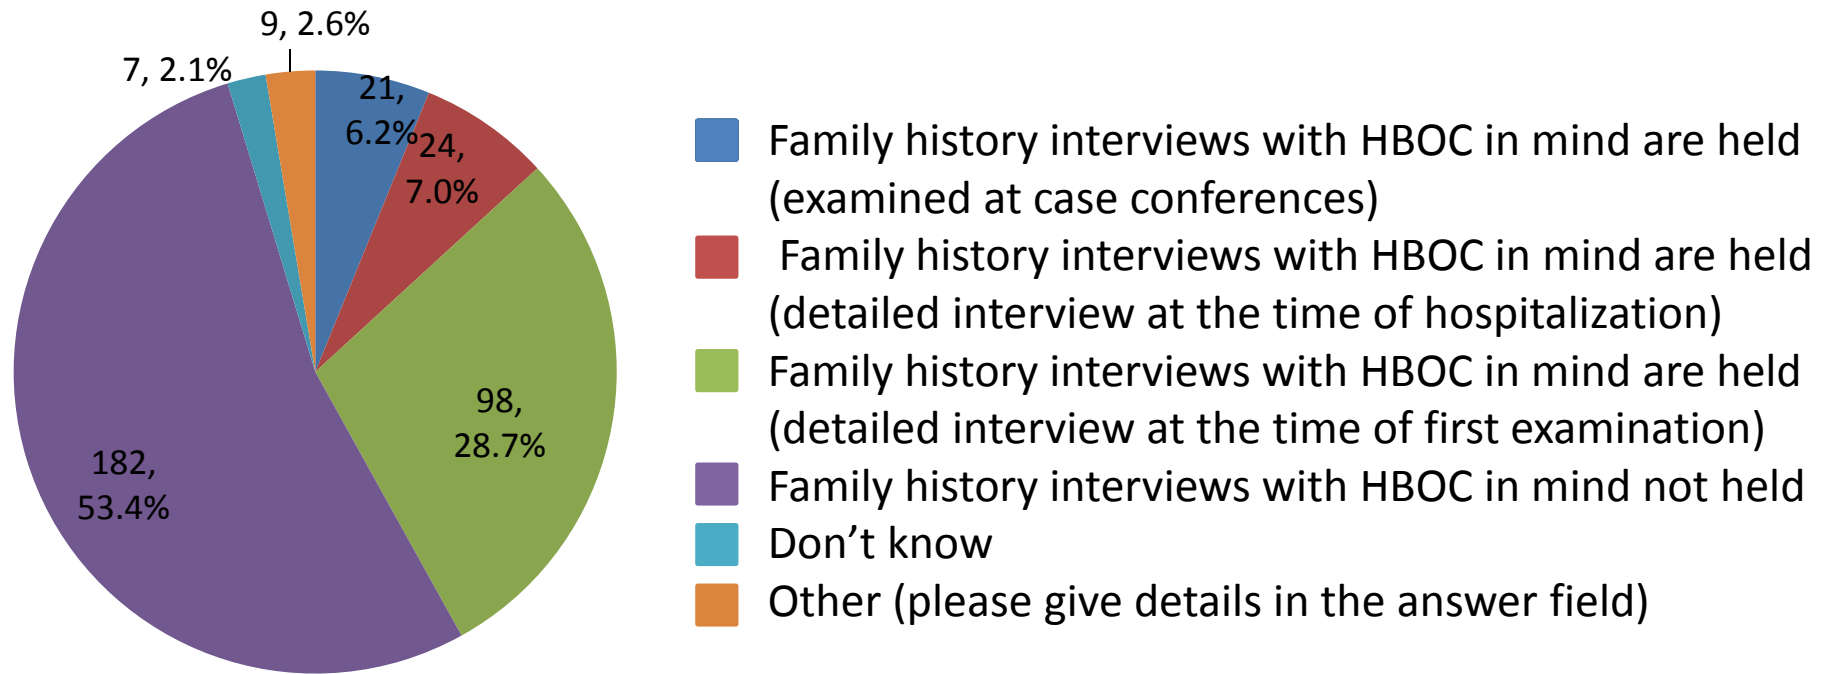 9, 2.6%
7, 2.1%
21,
6.2%
24,
7.0%
98,
28.7%
182,
53.4%
Family history interviews with HBOC in mind are held
(examined at case conferences)
Family history interviews with HBOC in mind are held
(detailed interview at the time of hospitalization)
Family history interviews with HBOC in mind are held
(detailed interview at the time of first examination)
Family history interviews with HBOC in mind not held
Don’t know
Other (please give details in the answer field)